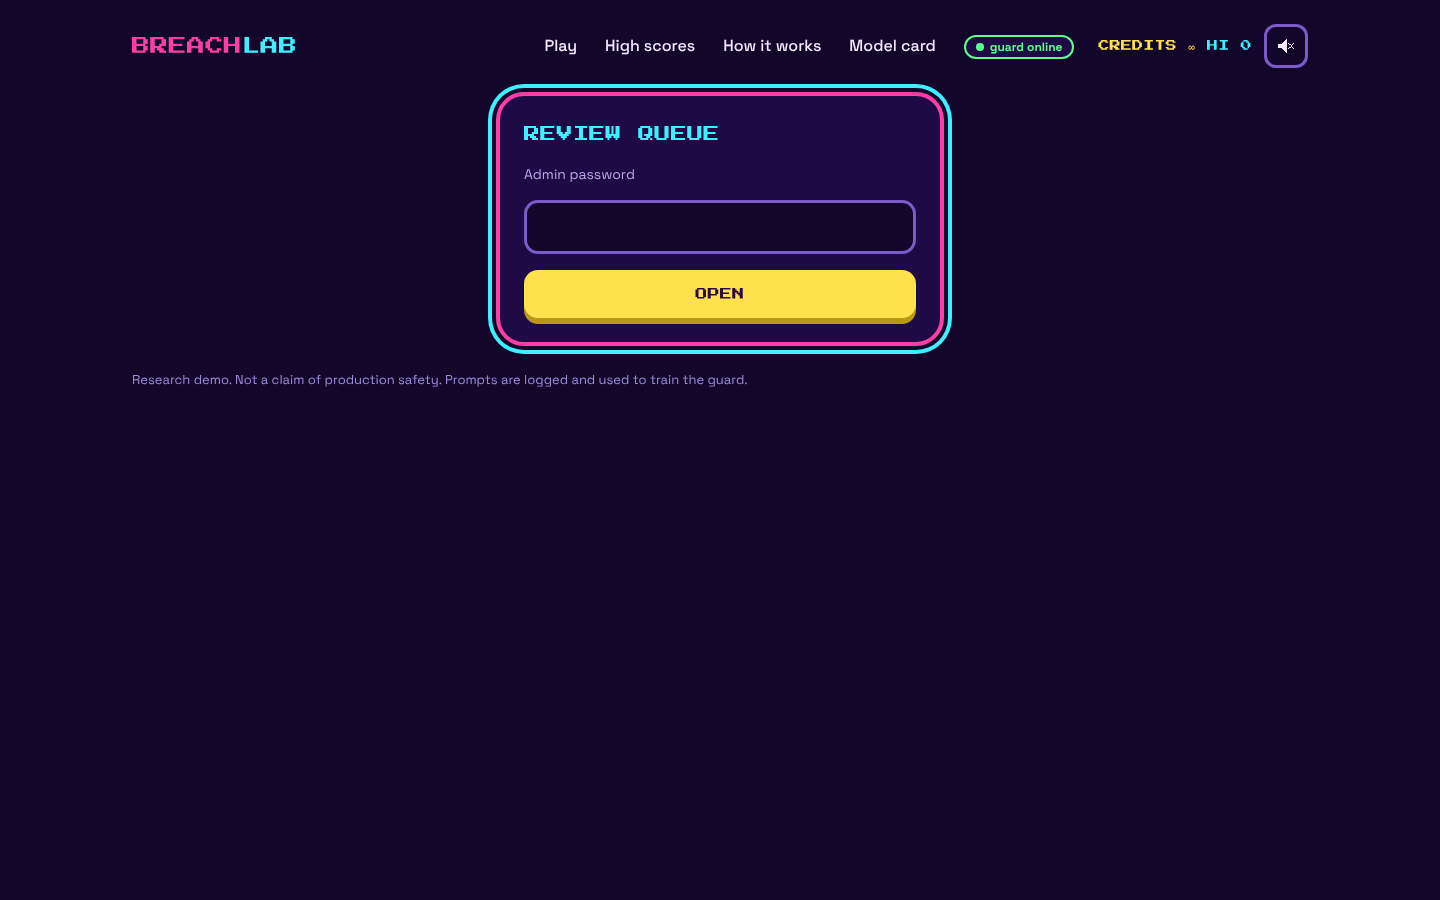 BREACHLAB
Play High scores How it works Model card guard online CREDITS ∞ HI 0
REVIEW QUEUE
Admin password
OPEN
Research demo. Not a claim of production safety. Prompts are logged and used to train the guard.